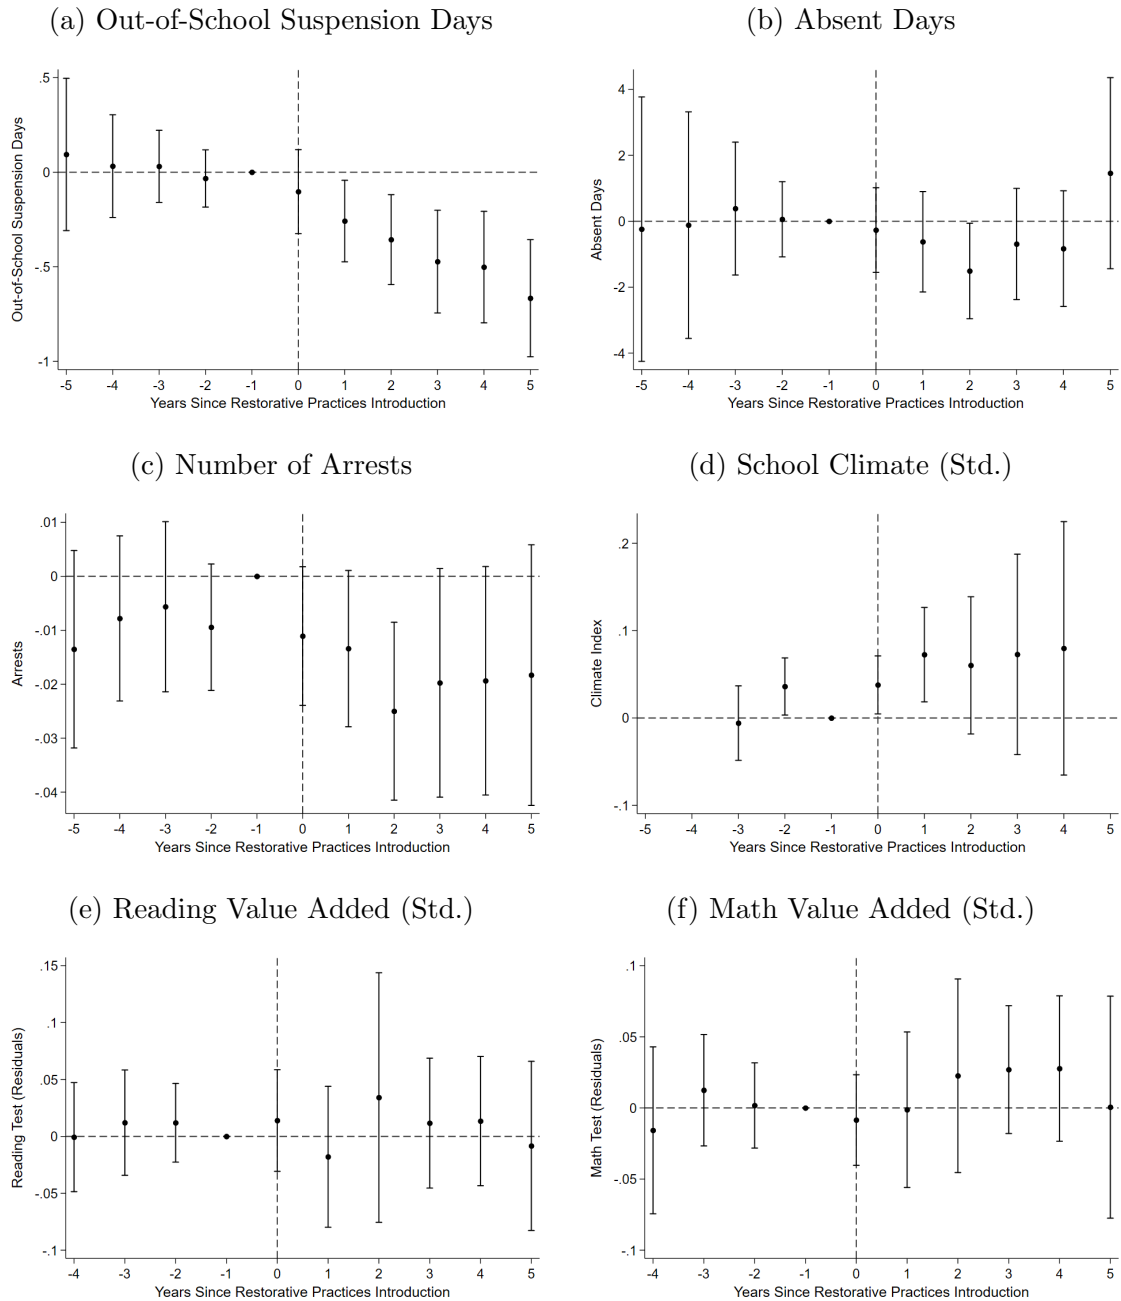 (a) Out-of-School Suspension Days
(b) Absent Days
Out-of-School Suspension Days
.5
0
-.5
-1
-5 -4 -3 -2 -1 0 1 2 3 4 5
Years Since Restorative Practices Introduction
Absent Days
4
2
0
-2
-4
-5 -4 -3 -2 -1 0 1 2 3 4 5
Years Since Restorative Practices Introduction
(c) Number of Arrests
(d) School Climate (Std.)
Arrests
.01
0
-.01
-.02
-.03
-.04
-5 -4 -3 -2 -1 0 1 2 3 4 5
Years Since Restorative Practices Introduction
Climate Index
.2
.1
0
-.1
-5 -4 -3 -2 -1 0 1 2 3 4 5
Years Since Restorative Practices Introduction
(e) Reading Value Added (Std.)
(f) Math Value Added (Std.)
Reading Test (Residuals)
.15
.1
.05
0
-.05
-.1
-4 -3 -2 -1 0 1 2 3 4 5
Years Since Restorative Practices Introduction
Math Test (Residuals)
.1
.05
0
-.05
-.1
-4 -3 -2 -1 0 1 2 3 4 5
Years Since Restorative Practices Introduction